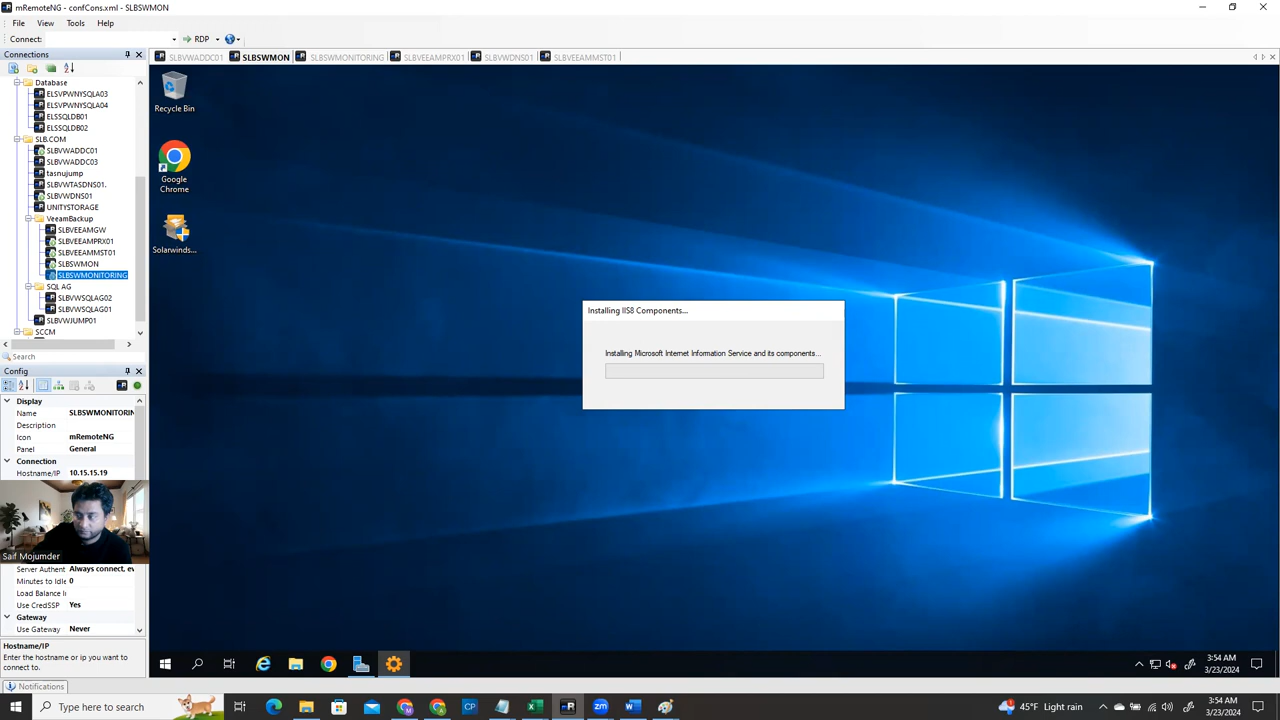 mRemoteNG - confCons.xml - SLBSWMON
File View Tools Help
Connect: RDP
Connections
SLBVWADDC01 SLBSWMON SLBSWMONITORING SLBVEEAMPRX01 SLBVWDNS01 SLBVEEAMMST01
Database
ELSVPWNYSQLA03
ELSVPWNYSQLA04
ELSSQLDB01
ELSSQLDB02
SLB.COM
SLBVWADDC01
SLBVWADDC03
tasnujump
SLBVWTASDNS01.
SLBVWDNS01
UNITYSTORAGE
VeeamBackup
SLBVEEAMGW
SLBVEEAMPRX01
SLBVEEAMMST01
SLBSWMON
SLBSWMONITORING
SQL AG
SLBVWSQLAG02
SLBVWSQLAG01
SLBVWJUMP01
SCCM
Search
Config
Display
Name SLBSWMONITORIN
Description
Icon mRemoteNG
Panel General
Connection
Hostname/IP 10.15.15.19
Saif Mojumder
Server Authent Always connect, ev
Minutes to Idle 0
Load Balance In
Use CredSSP Yes
Gateway
Use Gateway Never
Hostname/IP
Enter the hostname or ip you want to
connect to.
Notifications
Recycle Bin
Google
Chrome
Solarwinds...
Installing IIS8 Components...
Installing Microsoft Internet Information Service and its components...
3:54 AM
3/23/2024
Type here to search
45°F Light rain
3:54 AM
3/23/2024